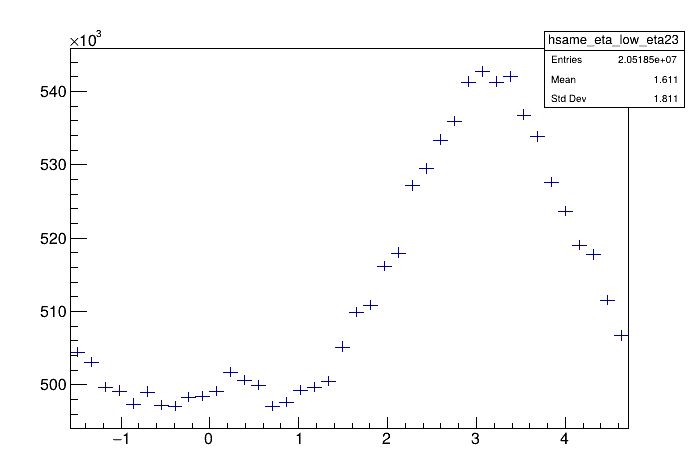 ×10³
hsame_eta_low_eta23
Entries 2.05185e+07
Mean 1.611
Std Dev 1.811
540
530
520
510
500
−1 0 1 2 3 4